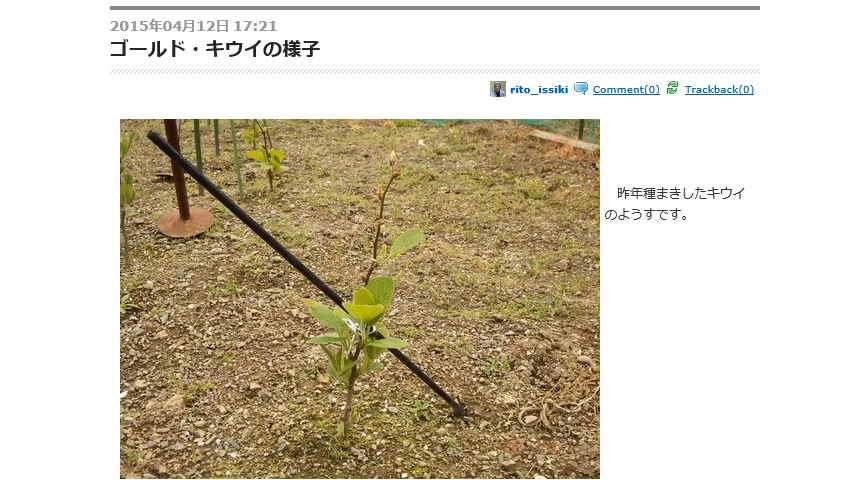 2015年04月12日 17:21
ゴールド・キウイの様子
rito_issiki Comment(0) Trackback(0)
昨年種まきしたキウイ
のようすです。